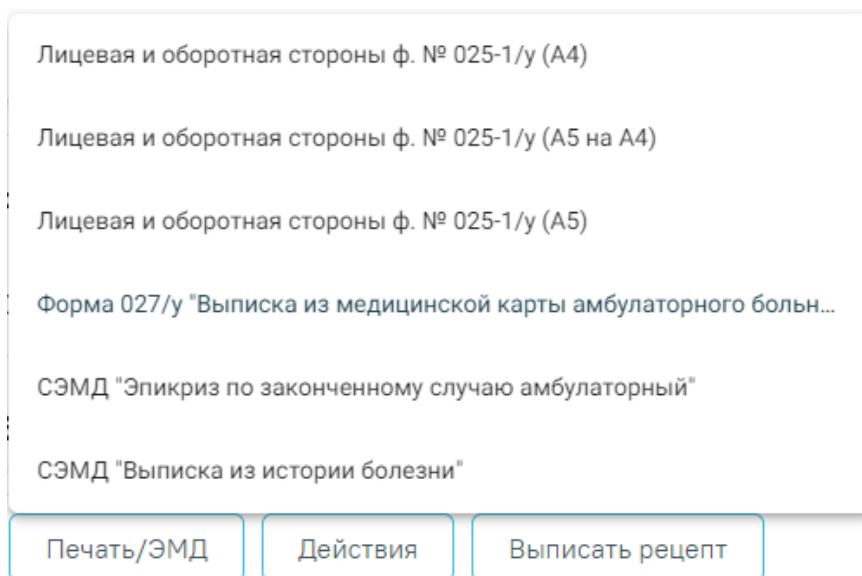 Лицевая и оборотная стороны ф. № 025-1/у (А4)
Лицевая и оборотная стороны ф. № 025-1/у (А5 на А4)
Лицевая и оборотная стороны ф. № 025-1/у (А5)
Форма 027/у "Выписка из медицинской карты амбулаторного больн...
СЭМД "Эпикриз по законченному случаю амбулаторный"
СЭМД "Выписка из истории болезни"
Печать/ЭМД Действия Выписать рецепт